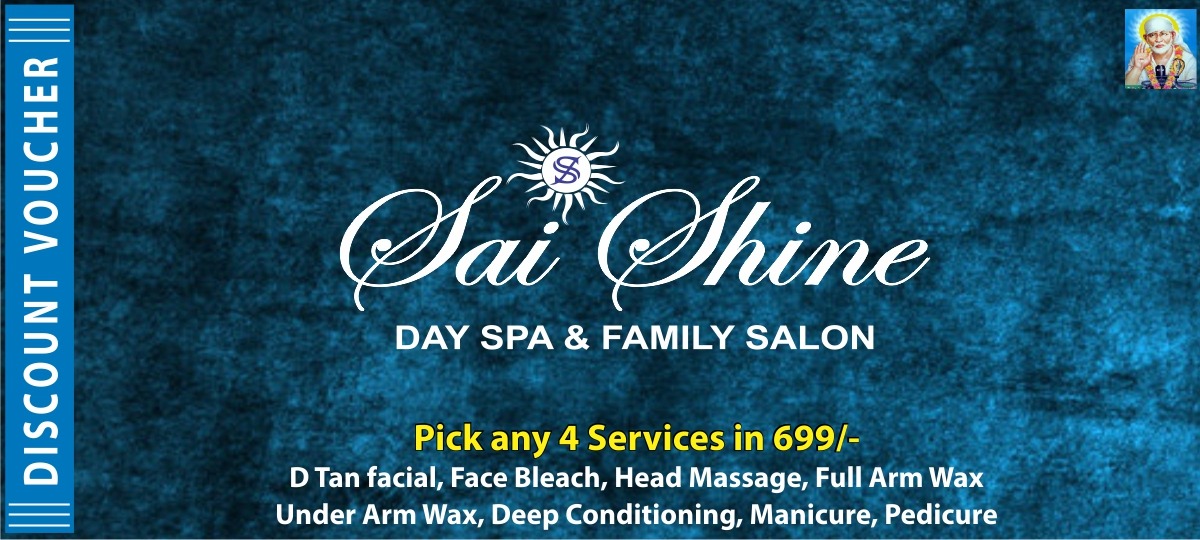 DISCOUNT VOUCHER
S
Sai Shine
DAY SPA & FAMILY SALON
Pick any 4 Services in 699/-
D Tan facial, Face Bleach, Head Massage, Full Arm Wax
Under Arm Wax, Deep Conditioning, Manicure, Pedicure